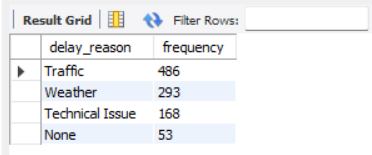 Result Grid Filter Rows:
delay_reason frequency
Traffic 486
Weather 293
Technical Issue 168
None 53